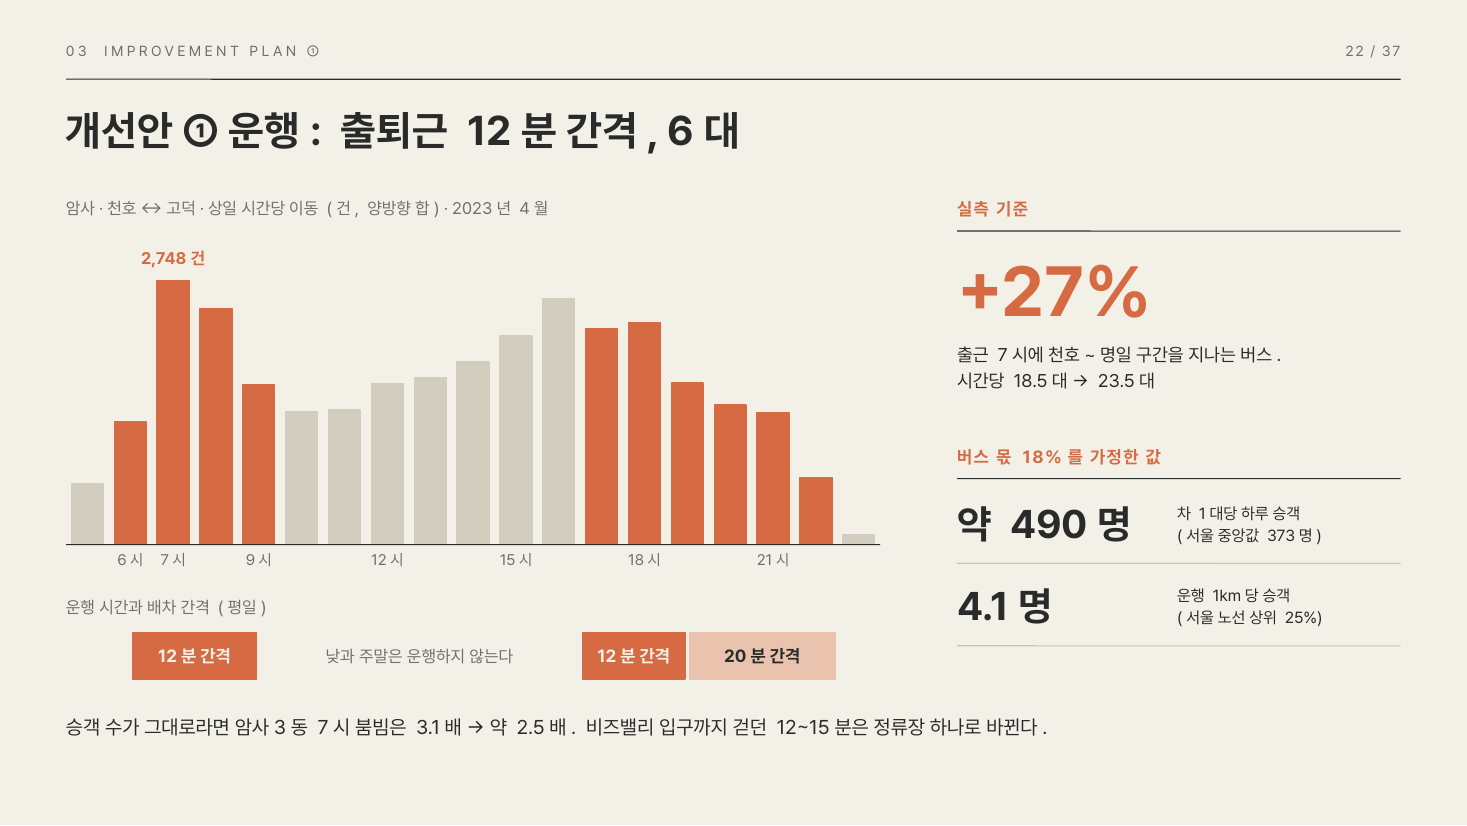 03 IMPROVEMENT PLAN ①
22 / 37
개선안 ① 운행 : 출퇴근 12 분 간격 , 6 대
암사 · 천호 ↔ 고덕 · 상일 시간당 이동 ( 건 , 양방향 합 ) · 2023 년 4 월
2,748 건
6 시 7 시 9 시 12 시 15 시 18 시 21 시
운행 시간과 배차 간격 ( 평일 )
12 분 간격
낮과 주말은 운행하지 않는다
12 분 간격
20 분 간격
실측 기준
+27%
출근 7 시에 천호 ~ 명일 구간을 지나는 버스 .
시간당 18.5 대 → 23.5 대
버스 몫 18% 를 가정한 값
약 490 명
차 1 대당 하루 승객
( 서울 중앙값 373 명 )
4.1 명
운행 1km 당 승객
( 서울 노선 상위 25%)
승객 수가 그대로라면 암사 3 동 7 시 붐빔은 3.1 배 → 약 2.5 배 . 비즈밸리 입구까지 걷던 12~15 분은 정류장 하나로 바뀐다 .